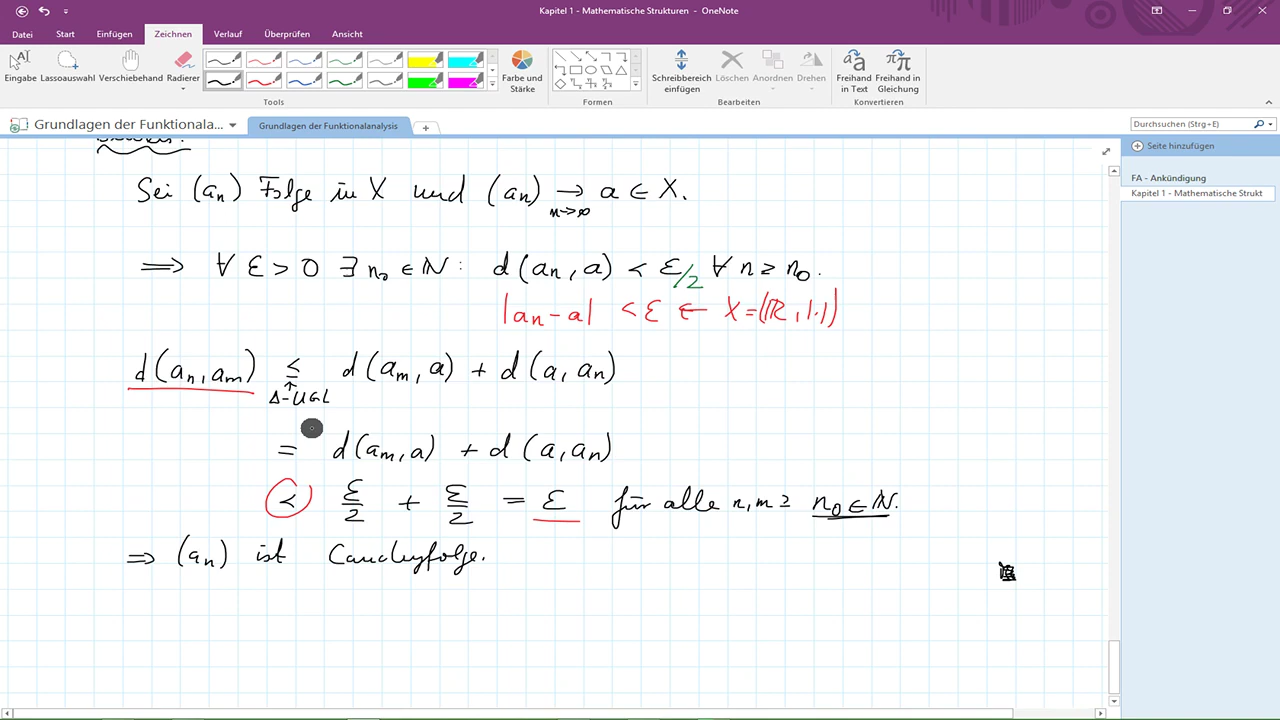 Kapitel 1 - Mathematische Strukturen - OneNote
Datei Start Einfügen Zeichnen Verlauf Überprüfen Ansicht
Eingabe Lassoauswahl Verschiebehand Radierer
Farbe und Stärke
Schreibbereich einfügen Löschen Anordnen Drehen
Freihand in Text Freihand in Gleichung
Tools Formen Bearbeiten Konvertieren
Grundlagen der Funktionala... Grundlagen der Funktionalanalysis
Durchsuchen (Strg+E)
Seite hinzufügen
FA - Ankündigung
Kapitel 1 - Mathematische Strukt
Sei (an) Folge in X und (an) → a ∈ X.
n→∞
⟹ ∀ ε > 0 ∃ n₀ ∈ ℕ: d(an, a) < ε/2 ∀ n ≥ n₀.
|an - a| < ε ← X = (ℝ, |·|)
d(an, am) ≤ d(am, a) + d(a, an)
↑
Δ-UGL
= d(am, a) + d(a, an)
< ε/2 + ε/2 = ε für alle n, m ≥ n₀ ∈ ℕ.
⇒ (an) ist Cauchyfolge.